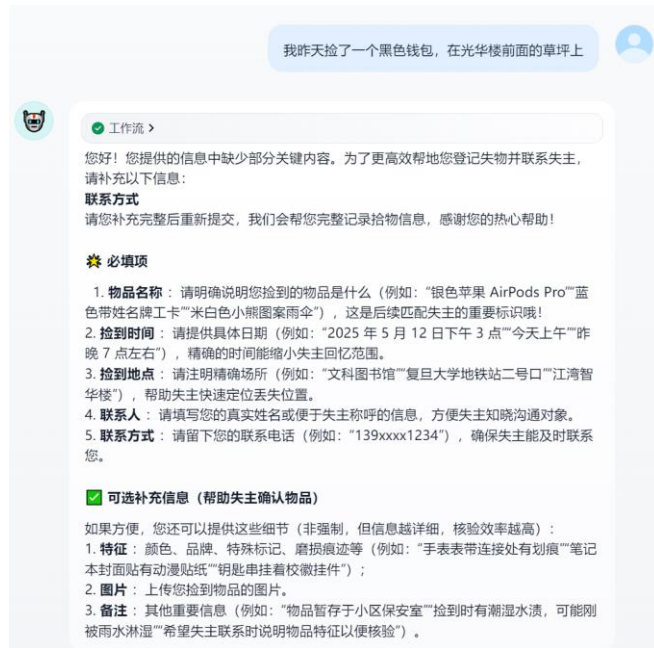 我昨天捡了一个黑色钱包，在光华楼前面的草坪上
工作流 >
您好！您提供的信息中缺少部分关键内容。为了更高效帮地您登记失物并联系失主，
请补充以下信息：
联系方式
请您补充完整后重新提交，我们会帮您完整记录拾物信息，感谢您的热心帮助！
必填项
1. 物品名称 ：请明确说明您捡到的物品是什么（例如：“银色苹果 AirPods Pro”“蓝
色带姓名牌工卡”“米白色小熊图案雨伞”），这是后续匹配失主的重要标识哦！
2. 捡到时间 ：请提供具体日期（例如：“2025 年 5 月 12 日下午 3 点”“今天上午”“昨
晚 7 点左右”），精确的时间能缩小失主回忆范围。
3. 捡到地点 ：请注明精确场所（例如：“文科图书馆”“复旦大学地铁站二号口”“江湾智
华楼”），帮助失主快速定位丢失位置。
4. 联系人 ：请填写您的真实姓名或便于失主称呼的信息，方便失主知晓沟通对象。
5. 联系方式 ：请留下您的联系电话（例如：“139xxxx1234”），确保失主能及时联系
您。
可选补充信息（帮助失主确认物品）
如果方便，您还可以提供这些细节（非强制，但信息越详细，核验效率越高）：
1. 特征 ：颜色、品牌、特殊标记、磨损痕迹等（例如：“手表表带连接处有划痕”“笔记
本封面贴有动漫贴纸”“钥匙串挂着校徽挂件”）；
2. 图片 ：上传您捡到物品的图片。
3. 备注 ：其他重要信息（例如：“物品暂存于小区保安室”“捡到时有潮湿水渍，可能刚
被雨水淋湿”“希望失主联系时说明物品特征以便核验”）。